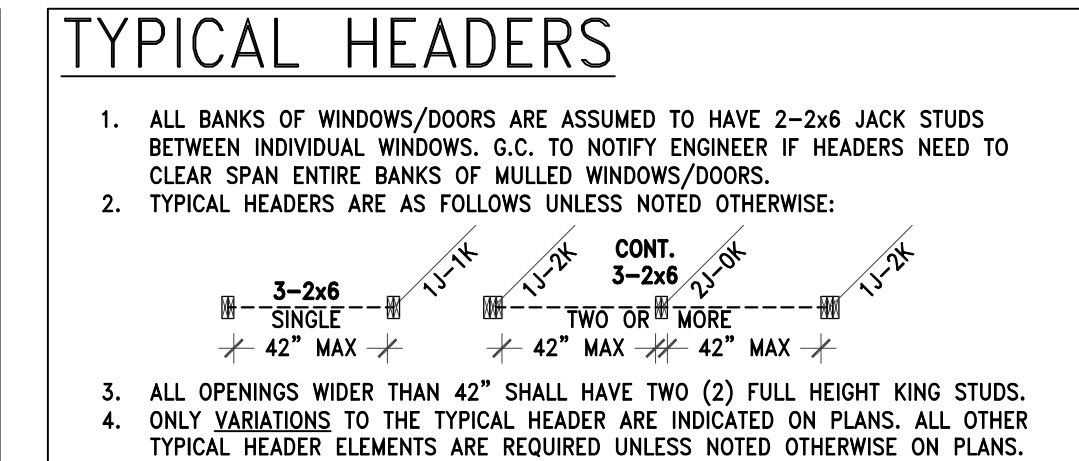 TYPICAL HEADERS
1. ALL BANKS OF WINDOWS/DOORS ARE ASSUMED TO HAVE 2-2x6 JACK STUDS
BETWEEN INDIVIDUAL WINDOWS. G.C. TO NOTIFY ENGINEER IF HEADERS NEED TO
CLEAR SPAN ENTIRE BANKS OF MULLED WINDOWS/DOORS.
2. TYPICAL HEADERS ARE AS FOLLOWS UNLESS NOTED OTHERWISE:
3-2x6
SINGLE
42" MAX
1J-1K
1J-2K
CONT.
3-2x6
2J-0K
1J-2K
TWO OR MORE
42" MAX
42" MAX
3. ALL OPENINGS WIDER THAN 42" SHALL HAVE TWO (2) FULL HEIGHT KING STUDS.
4. ONLY VARIATIONS TO THE TYPICAL HEADER ARE INDICATED ON PLANS. ALL OTHER
TYPICAL HEADER ELEMENTS ARE REQUIRED UNLESS NOTED OTHERWISE ON PLANS.